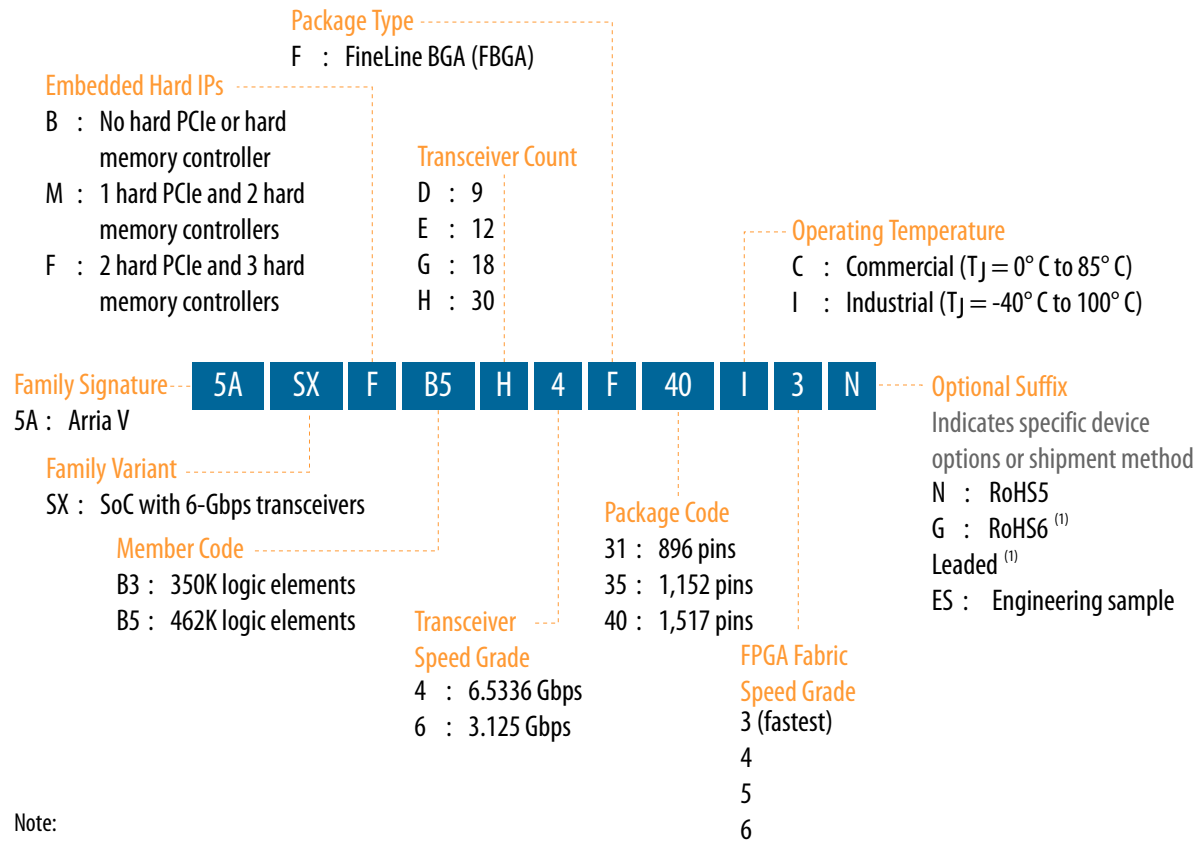 Package Type
F : FineLine BGA (FBGA)
Embedded Hard IPs
B : No hard PCIe or hard
memory controller
M : 1 hard PCIe and 2 hard
memory controllers
F : 2 hard PCIe and 3 hard
memory controllers
Transceiver Count
D : 9
E : 12
G : 18
H : 30
Operating Temperature
C : Commercial (TJ = 0° C to 85° C)
I : Industrial (TJ = -40° C to 100° C)
Family Signature
5A : Arria V
5A SX F B5 H 4 F 40 I 3 N
Optional Suffix
Indicates specific device
options or shipment method
N : RoHS5
G : RoHS6 (1)
Leaded (1)
ES : Engineering sample
Family Variant
SX : SoC with 6-Gbps transceivers
Member Code
B3 : 350K logic elements
B5 : 462K logic elements
Transceiver
Speed Grade
4 : 6.5336 Gbps
6 : 3.125 Gbps
Package Code
31 : 896 pins
35 : 1,152 pins
40 : 1,517 pins
FPGA Fabric
Speed Grade
3 (fastest)
4
5
6
Note: